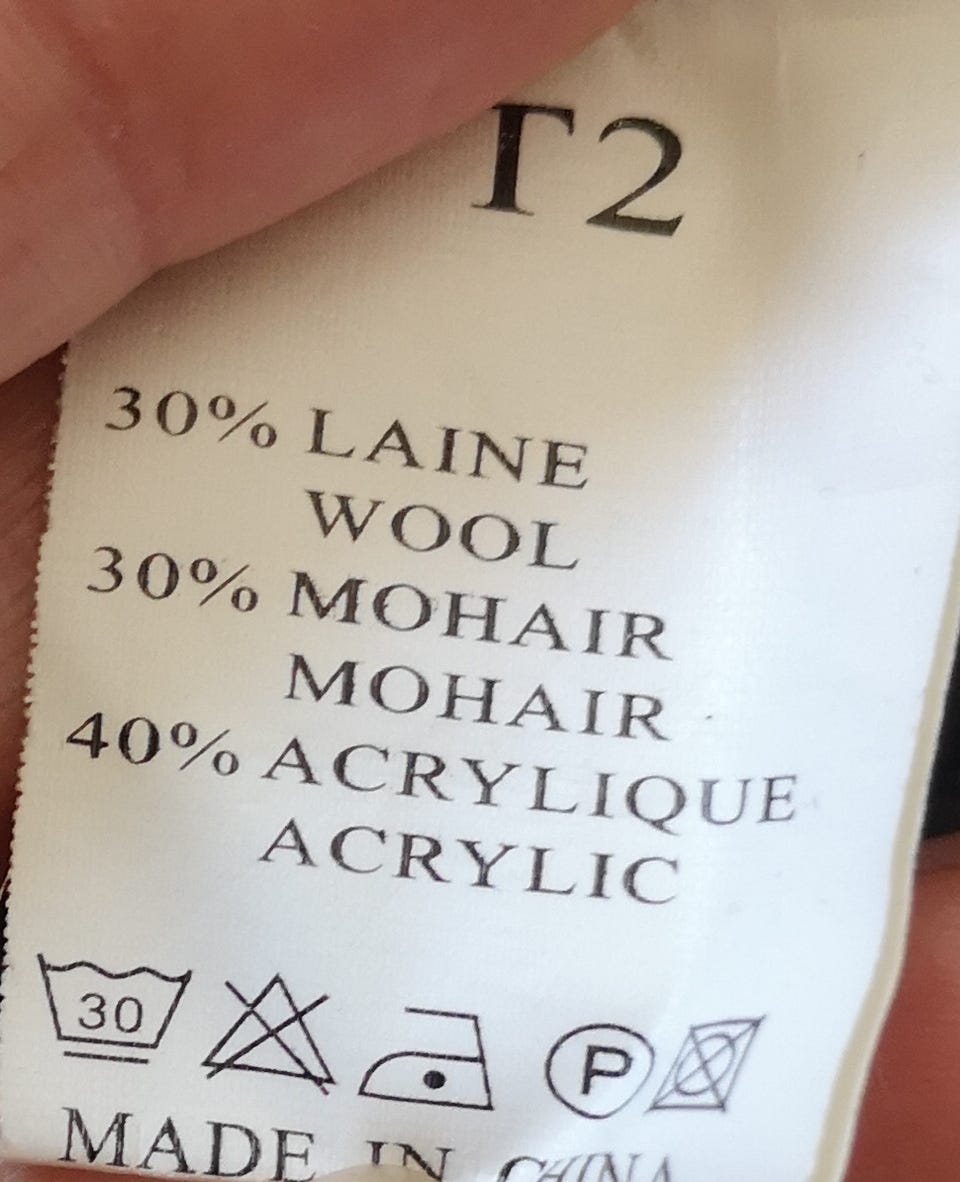 T2
30% LAINE
WOOL
30% MOHAIR
MOHAIR
40% ACRYLIQUE
ACRYLIC
30
P
MADE IN CHINA